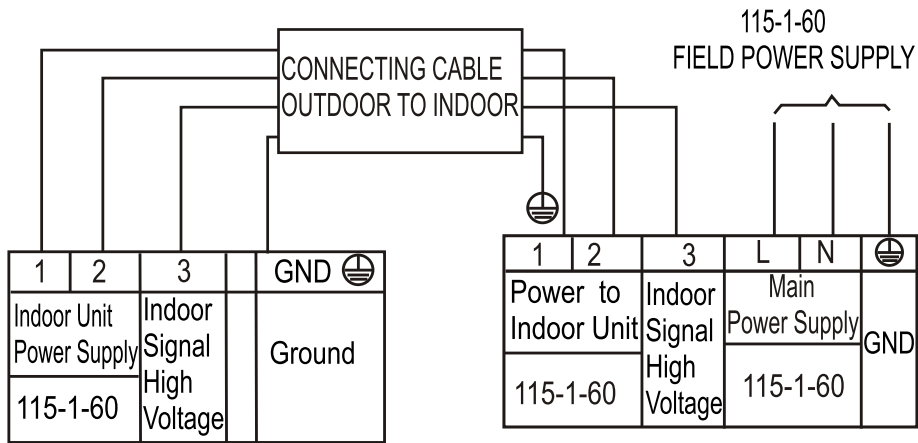 115-1-60
FIELD POWER SUPPLY
CONNECTING CABLE
OUTDOOR TO INDOOR
1 2 3 GND
Indoor Unit
Power Supply
115-1-60
Indoor
Signal
High
Voltage
Ground
1 2 3 L N
Power to
Indoor Unit
115-1-60
Indoor
Signal
High
Voltage
Main
Power Supply
115-1-60
GND